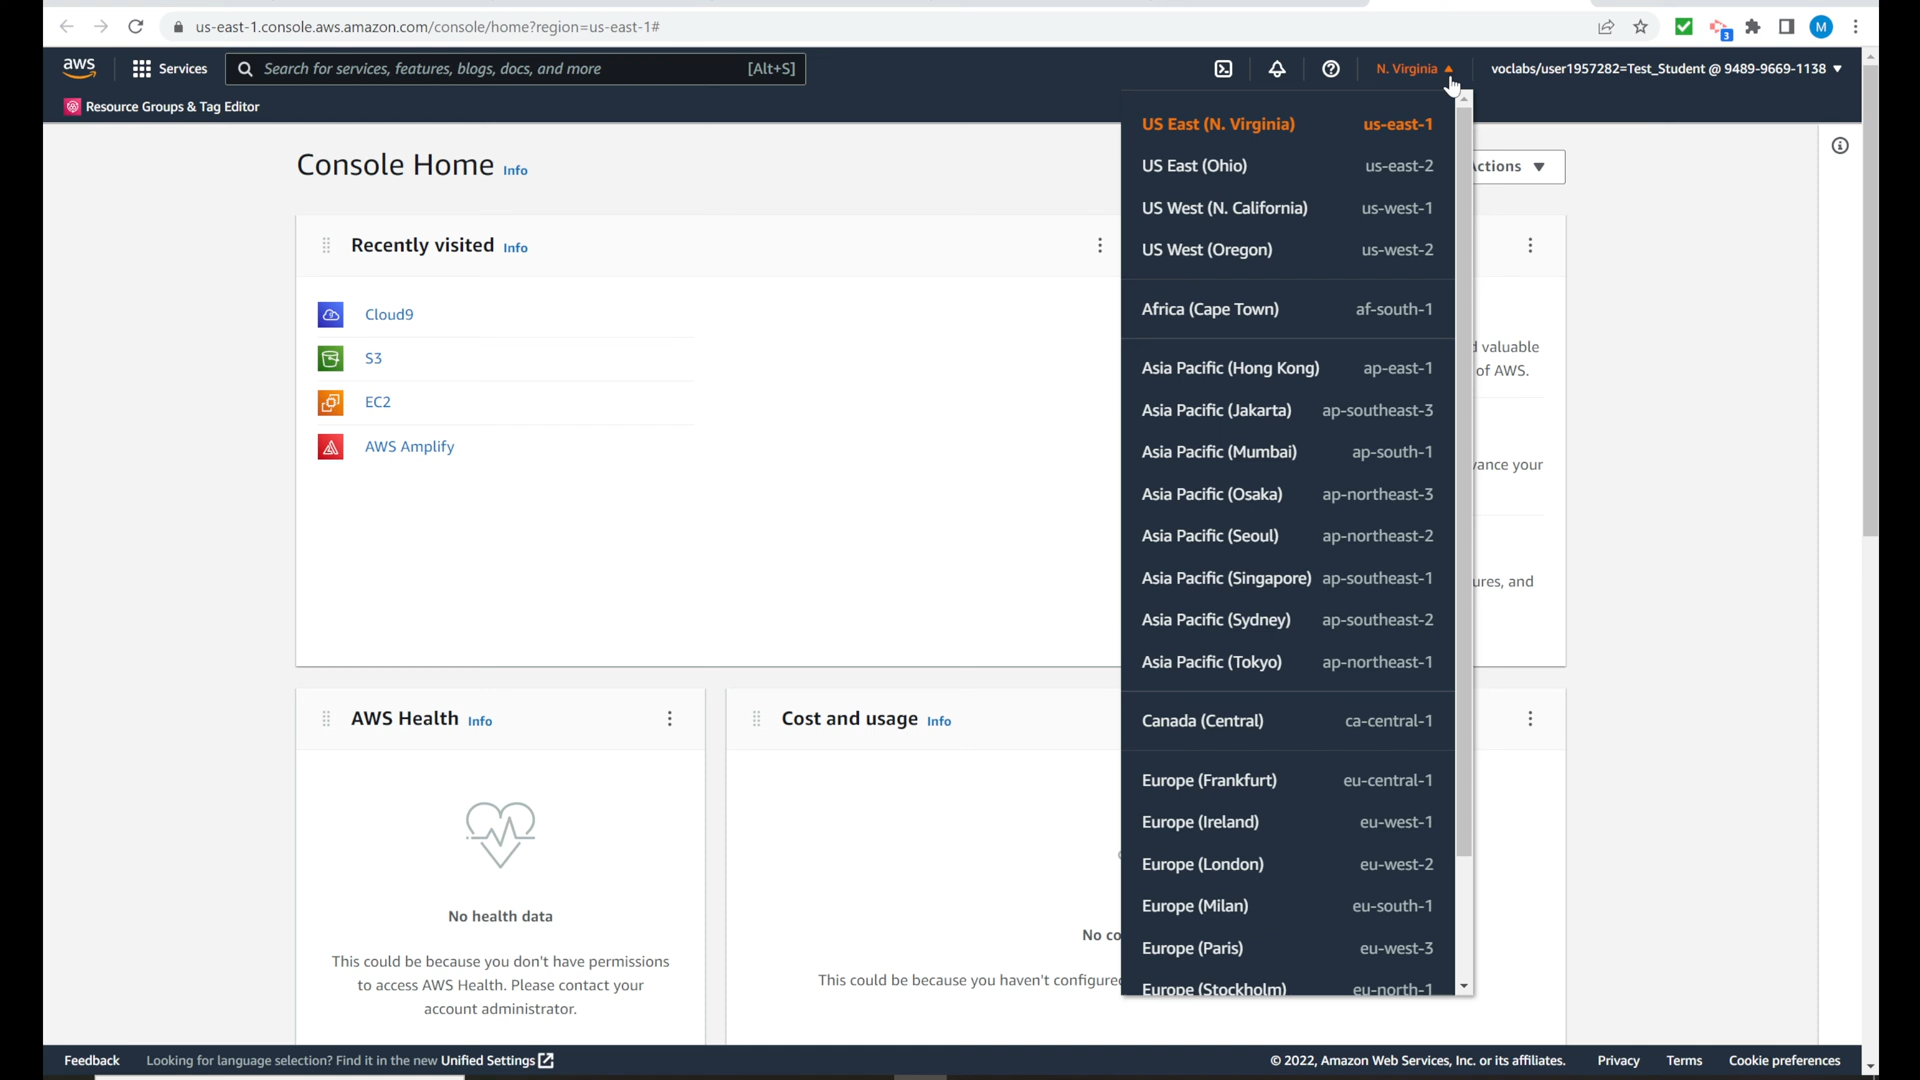 us-east-1.console.aws.amazon.com/console/home?region=us-east-1#
3
M
aws
Services
Search for services, features, blogs, docs, and more
[Alt+S]
N. Virginia
voclabs/user1957282=Test_Student @ 9489-9669-1138
Resource Groups & Tag Editor
Console Home Info
ctions
Recently visited Info
Cloud9
S3
EC2
AWS Amplify
US East (N. Virginia) us-east-1
US East (Ohio) us-east-2
US West (N. California) us-west-1
US West (Oregon) us-west-2
Africa (Cape Town) af-south-1
Asia Pacific (Hong Kong) ap-east-1
Asia Pacific (Jakarta) ap-southeast-3
Asia Pacific (Mumbai) ap-south-1
Asia Pacific (Osaka) ap-northeast-3
Asia Pacific (Seoul) ap-northeast-2
Asia Pacific (Singapore) ap-southeast-1
Asia Pacific (Sydney) ap-southeast-2
Asia Pacific (Tokyo) ap-northeast-1
Canada (Central) ca-central-1
Europe (Frankfurt) eu-central-1
Europe (Ireland) eu-west-1
Europe (London) eu-west-2
Europe (Milan) eu-south-1
Europe (Paris) eu-west-3
Europe (Stockholm) eu-north-1
valuable
of AWS.
ance your
ures, and
AWS Health Info
No health data
This could be because you don't have permissions
to access AWS Health. Please contact your
account administrator.
Cost and usage Info
No co
This could be because you haven't configure
Feedback
Looking for language selection? Find it in the new Unified Settings
© 2022, Amazon Web Services, Inc. or its affiliates.
Privacy
Terms
Cookie preferences